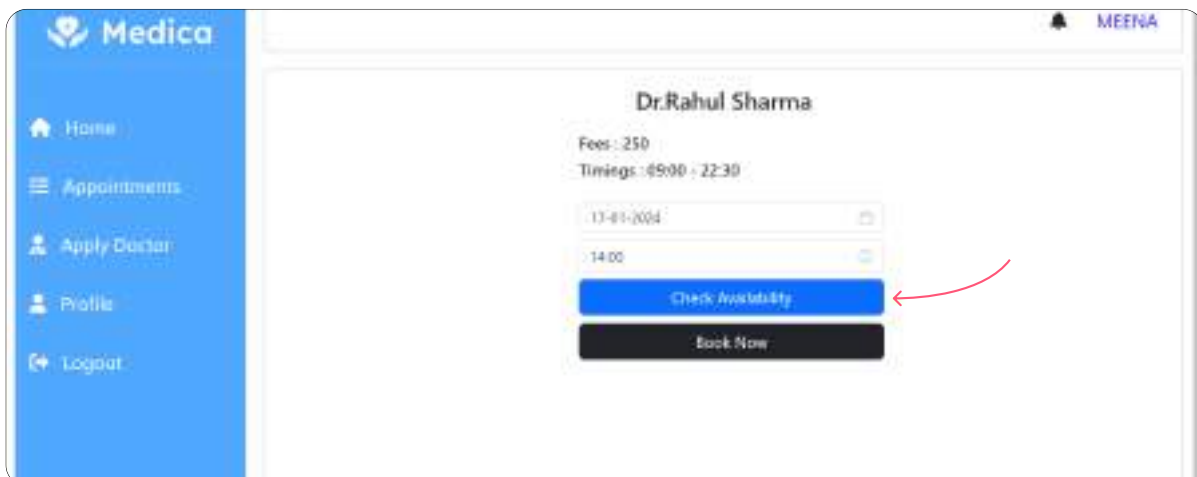 Medica
MEENA
Home
Appointments
Apply Doctor
Profile
Logout
Dr.Rahul Sharma
Fees : 250
Timings : 09:00 - 22:30
17-01-2024
14:00
Check Availability
Book Now